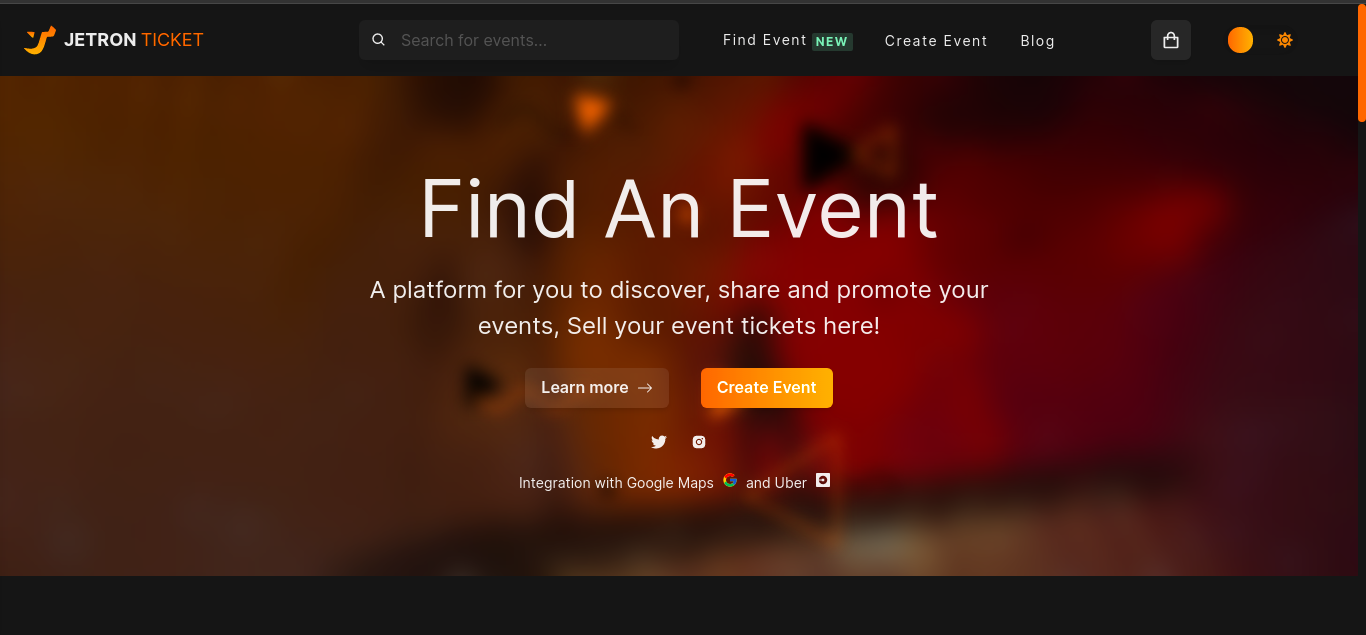 JETRON TICKET
Search for events...
Find Event NEW
Create Event
Blog
Find An Event
A platform for you to discover, share and promote your
events, Sell your event tickets here!
Learn more
Create Event
Integration with Google Maps and Uber